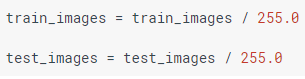 train_images = train_images / 255.0
test_images = test_images / 255.0